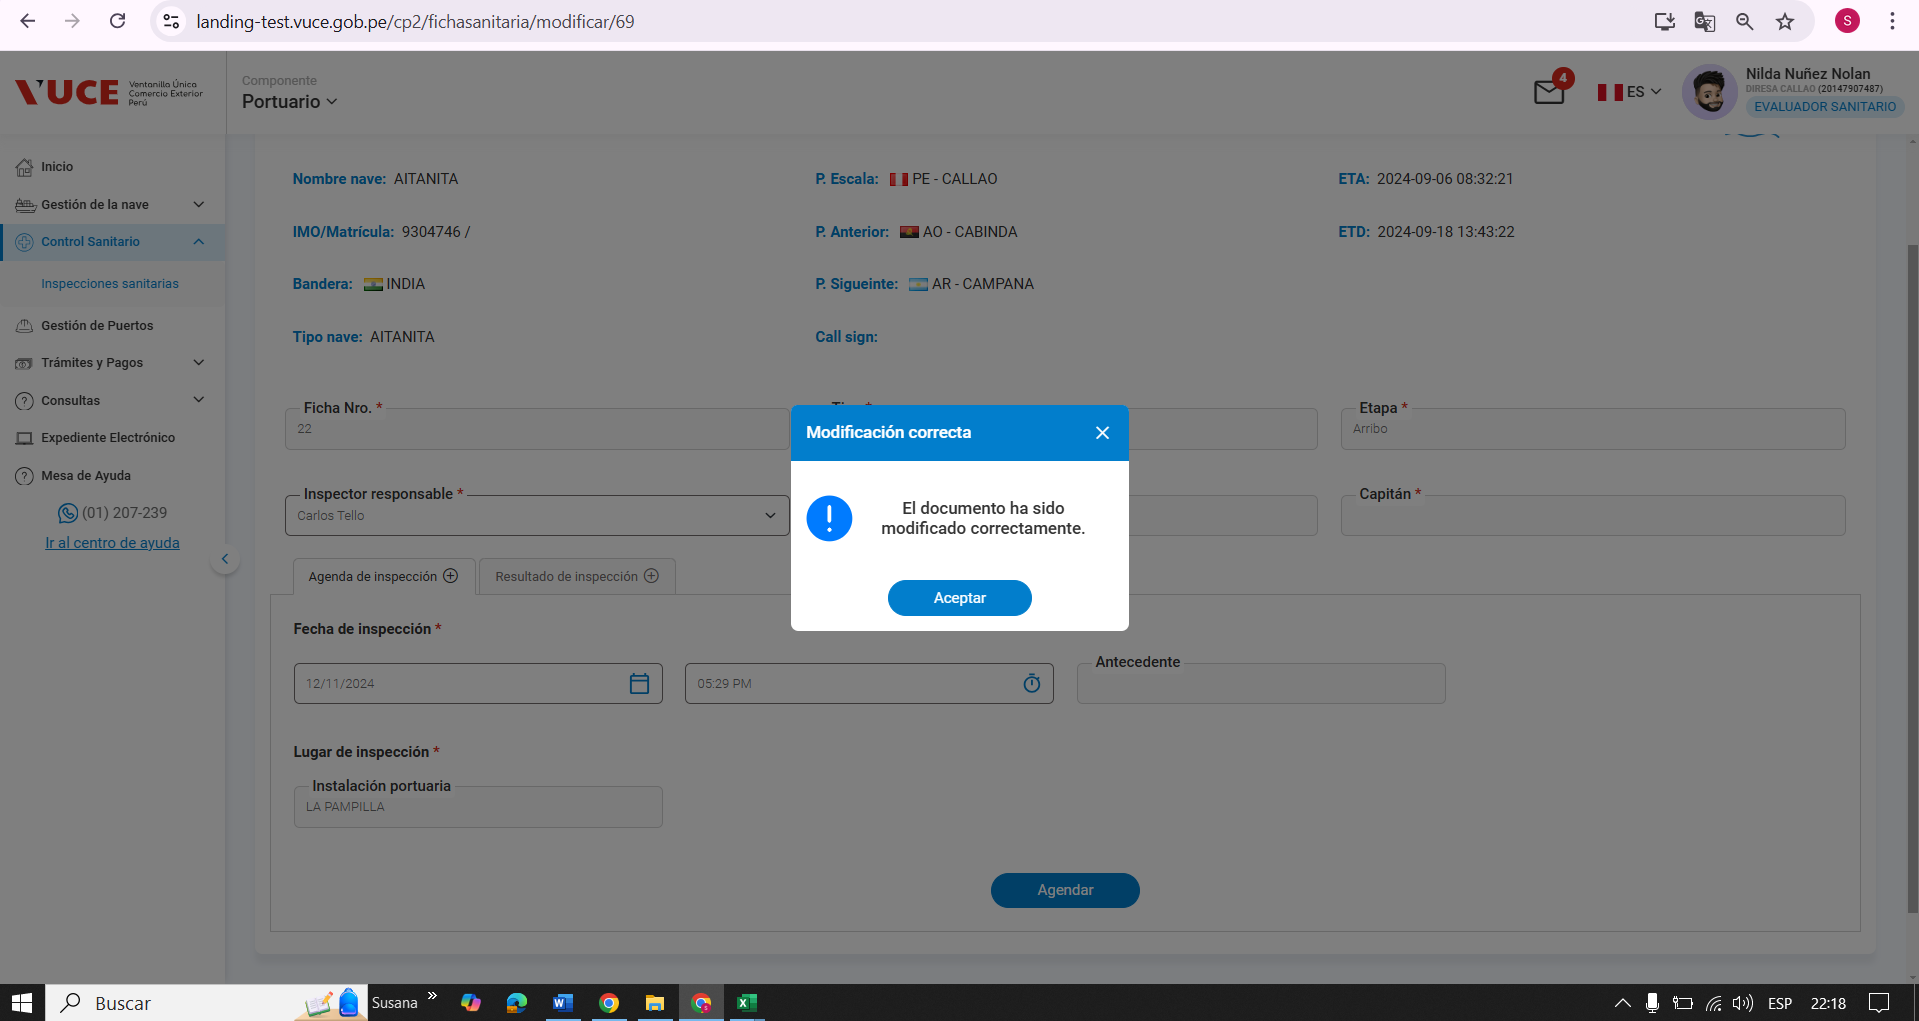 landing-test.vuce.gob.pe/cp2/fichasanitaria/modificar/69
S
VUCE
Ventanilla Única
Comercio Exterior
Perú
Componente
Portuario
4
ES
Nilda Nuñez Nolan
DIRESA CALLAO (20147907487)
EVALUADOR SANITARIO
Inicio
Gestión de la nave
Control Sanitario
Inspecciones sanitarias
Gestión de Puertos
Trámites y Pagos
Consultas
Expediente Electrónico
Mesa de Ayuda
(01) 207-239
Ir al centro de ayuda
Nombre nave: AITANITA
P. Escala: PE - CALLAO
ETA: 2024-09-06 08:32:21
IMO/Matrícula: 9304746 /
P. Anterior: AO - CABINDA
ETD: 2024-09-18 13:43:22
Bandera: INDIA
P. Sigueinte: AR - CAMPANA
Tipo nave: AITANITA
Call sign:
Ficha Nro. *
22
Etapa *
Arribo
Inspector responsable *
Carlos Tello
Capitán *
Modificación correcta
El documento ha sido
modificado correctamente.
Aceptar
Agenda de inspección
Resultado de inspección
Fecha de inspección *
12/11/2024
05:29 PM
Antecedente
Lugar de inspección *
Instalación portuaria
LA PAMPILLA
Agendar
Buscar
Susana
ESP
22:18